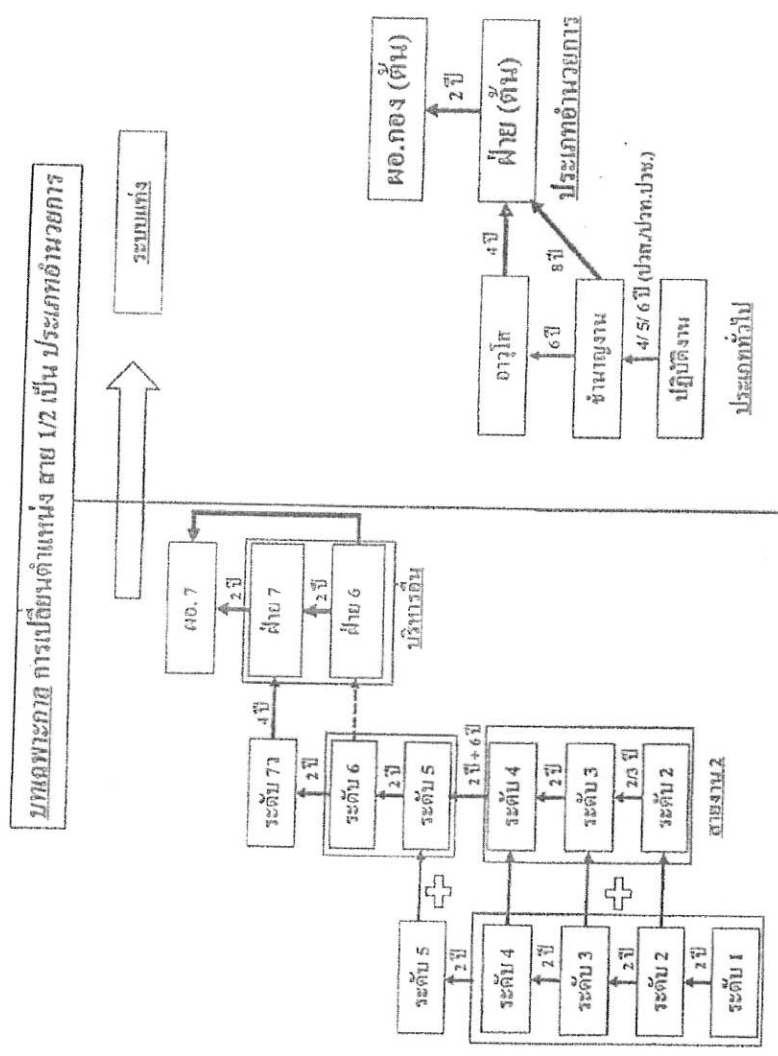 บทเฉพาะกาล การเปลี่ยนตำแหน่ง สาย 1/2 เป็น ประเภทอำนวยการ
ระบบแท่ง
ผอ. 7
2 ปี
ฝ่าย 7
2 ปี
ฝ่าย 6
บริหารอื่น
4 ปี
ระดับ 7ว
2 ปี
ระดับ 6
2 ปี
ระดับ 5
2 ปี + 6 ปี
ระดับ 4
2 ปี
ระดับ 3
2/3 ปี
ระดับ 2
สายงาน 2
ระดับ 5
2 ปี
ระดับ 4
2 ปี
ระดับ 3
2 ปี
ระดับ 2
2 ปี
ระดับ 1
ผอ.กอง (ต้น)
2 ปี
ฝ่าย (ต้น)
ประเภทอำนวยการ
4 ปี
8 ปี
อาวุโส
6 ปี
ชำนาญงาน
4/ 5/ 6 ปี (ปวส./ปวท.ปวช.)
ปฏิบัติงาน
ประเภททั่วไป